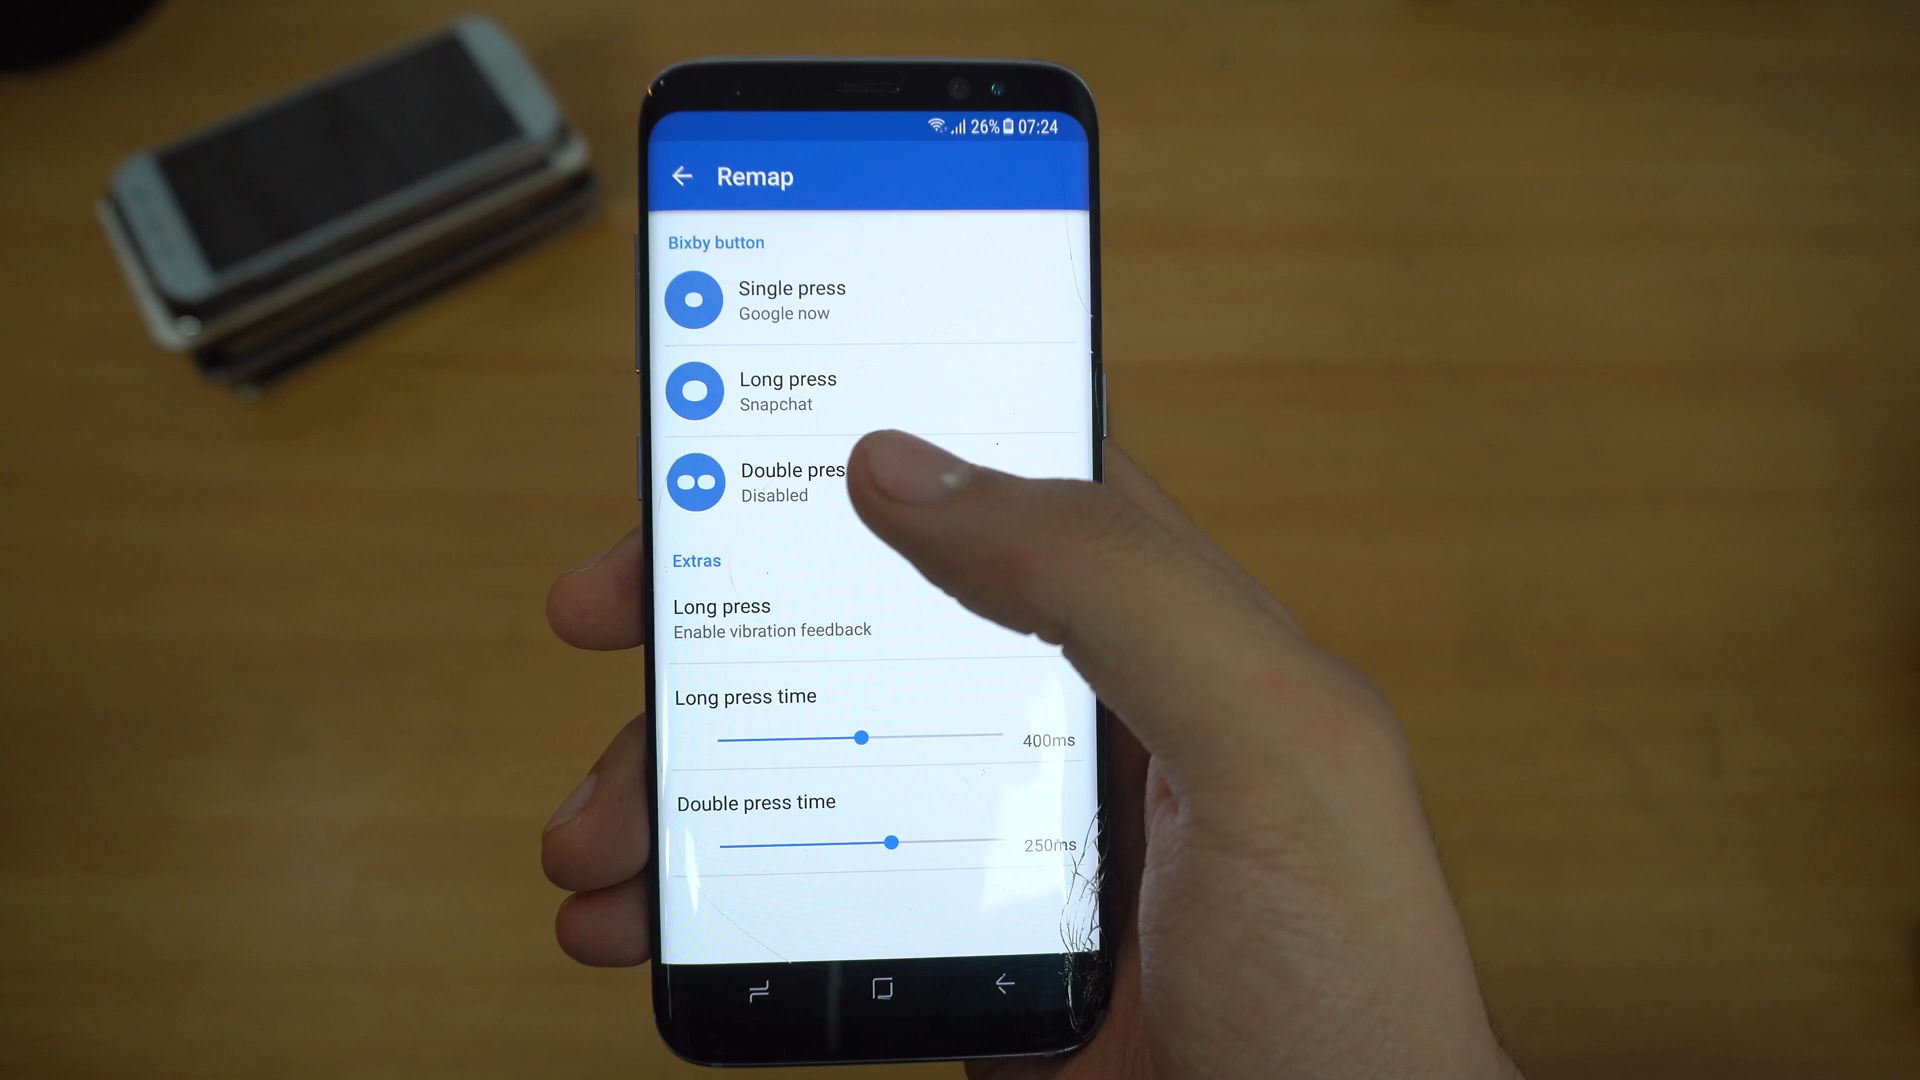 26% 07:24
Remap
Bixby button
Single press
Google now
Long press
Snapchat
Double pres
Disabled
Extras
Long press
Enable vibration feedback
Long press time
400ms
Double press time
250ms